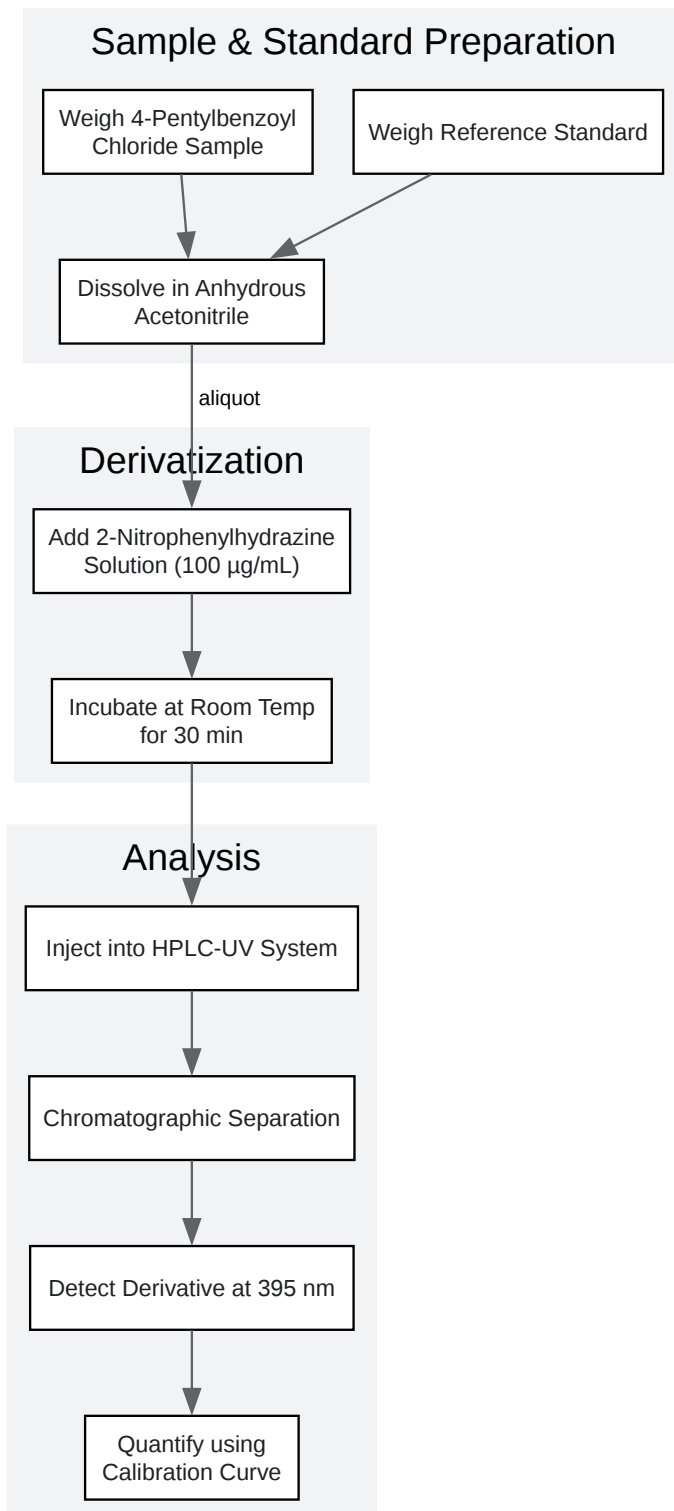 Sample & Standard Preparation
Weigh 4-Pentylbenzoyl
Chloride Sample
Weigh Reference Standard
Dissolve in Anhydrous
Acetonitrile
aliquot
Derivatization
Add 2-Nitrophenylhydrazine
Solution (100 µg/mL)
Incubate at Room Temp
for 30 min
Analysis
Inject into HPLC-UV System
Chromatographic Separation
Detect Derivative at 395 nm
Quantify using
Calibration Curve